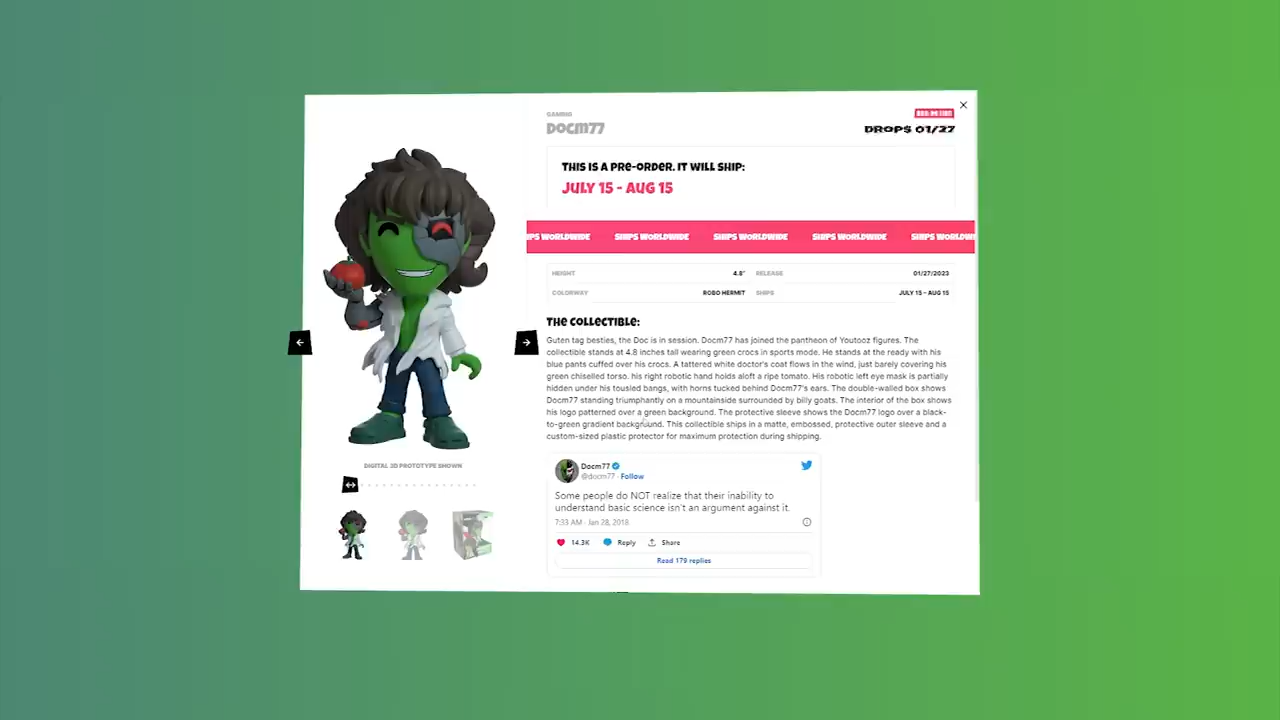 GAMING
Docm77
DROPS 01/27
THIS IS A PRE-ORDER. IT WILL SHIP:
JULY 15 - AUG 15
SHIPS WORLDWIDE SHIPS WORLDWIDE SHIPS WORLDWIDE SHIPS WORLDWIDE
HEIGHT 4.8" RELEASE 01/27/2023
COLORWAY ROBO HERMIT SHIPS JULY 15 - AUG 15
THE COLLECTIBLE:
Guten tag besties, the Doc is in session. Docm77 has joined the pantheon of Youtooz figures. The
collectible stands at 4.8 inches tall wearing green crocs in sports mode. He stands at the ready with his
blue pants cuffed over his crocs. A tattered white doctor's coat flows in the wind, just barely covering his
green chiselled torso. his right robotic hand holds aloft a ripe tomato. His robotic left eye mask is partially
hidden under his tousled bangs, with horns tucked behind Docm77's ears. The double-walled box shows
Docm77 standing triumphantly on a mountainside surrounded by billy goats. The interior of the box shows
his logo patterned over a green background. The protective sleeve shows the Docm77 logo over a black-
to-green gradient background. This collectible ships in a matte, embossed, protective outer sleeve and a
custom-sized plastic protector for maximum protection during shipping.
DIGITAL 3D PROTOTYPE SHOWN
Docm77
@docm77 · Follow
Some people do NOT realize that their inability to
understand basic science isn't an argument against it.
7:33 AM · Jan 28, 2018
14.3K Reply Share
Read 179 replies